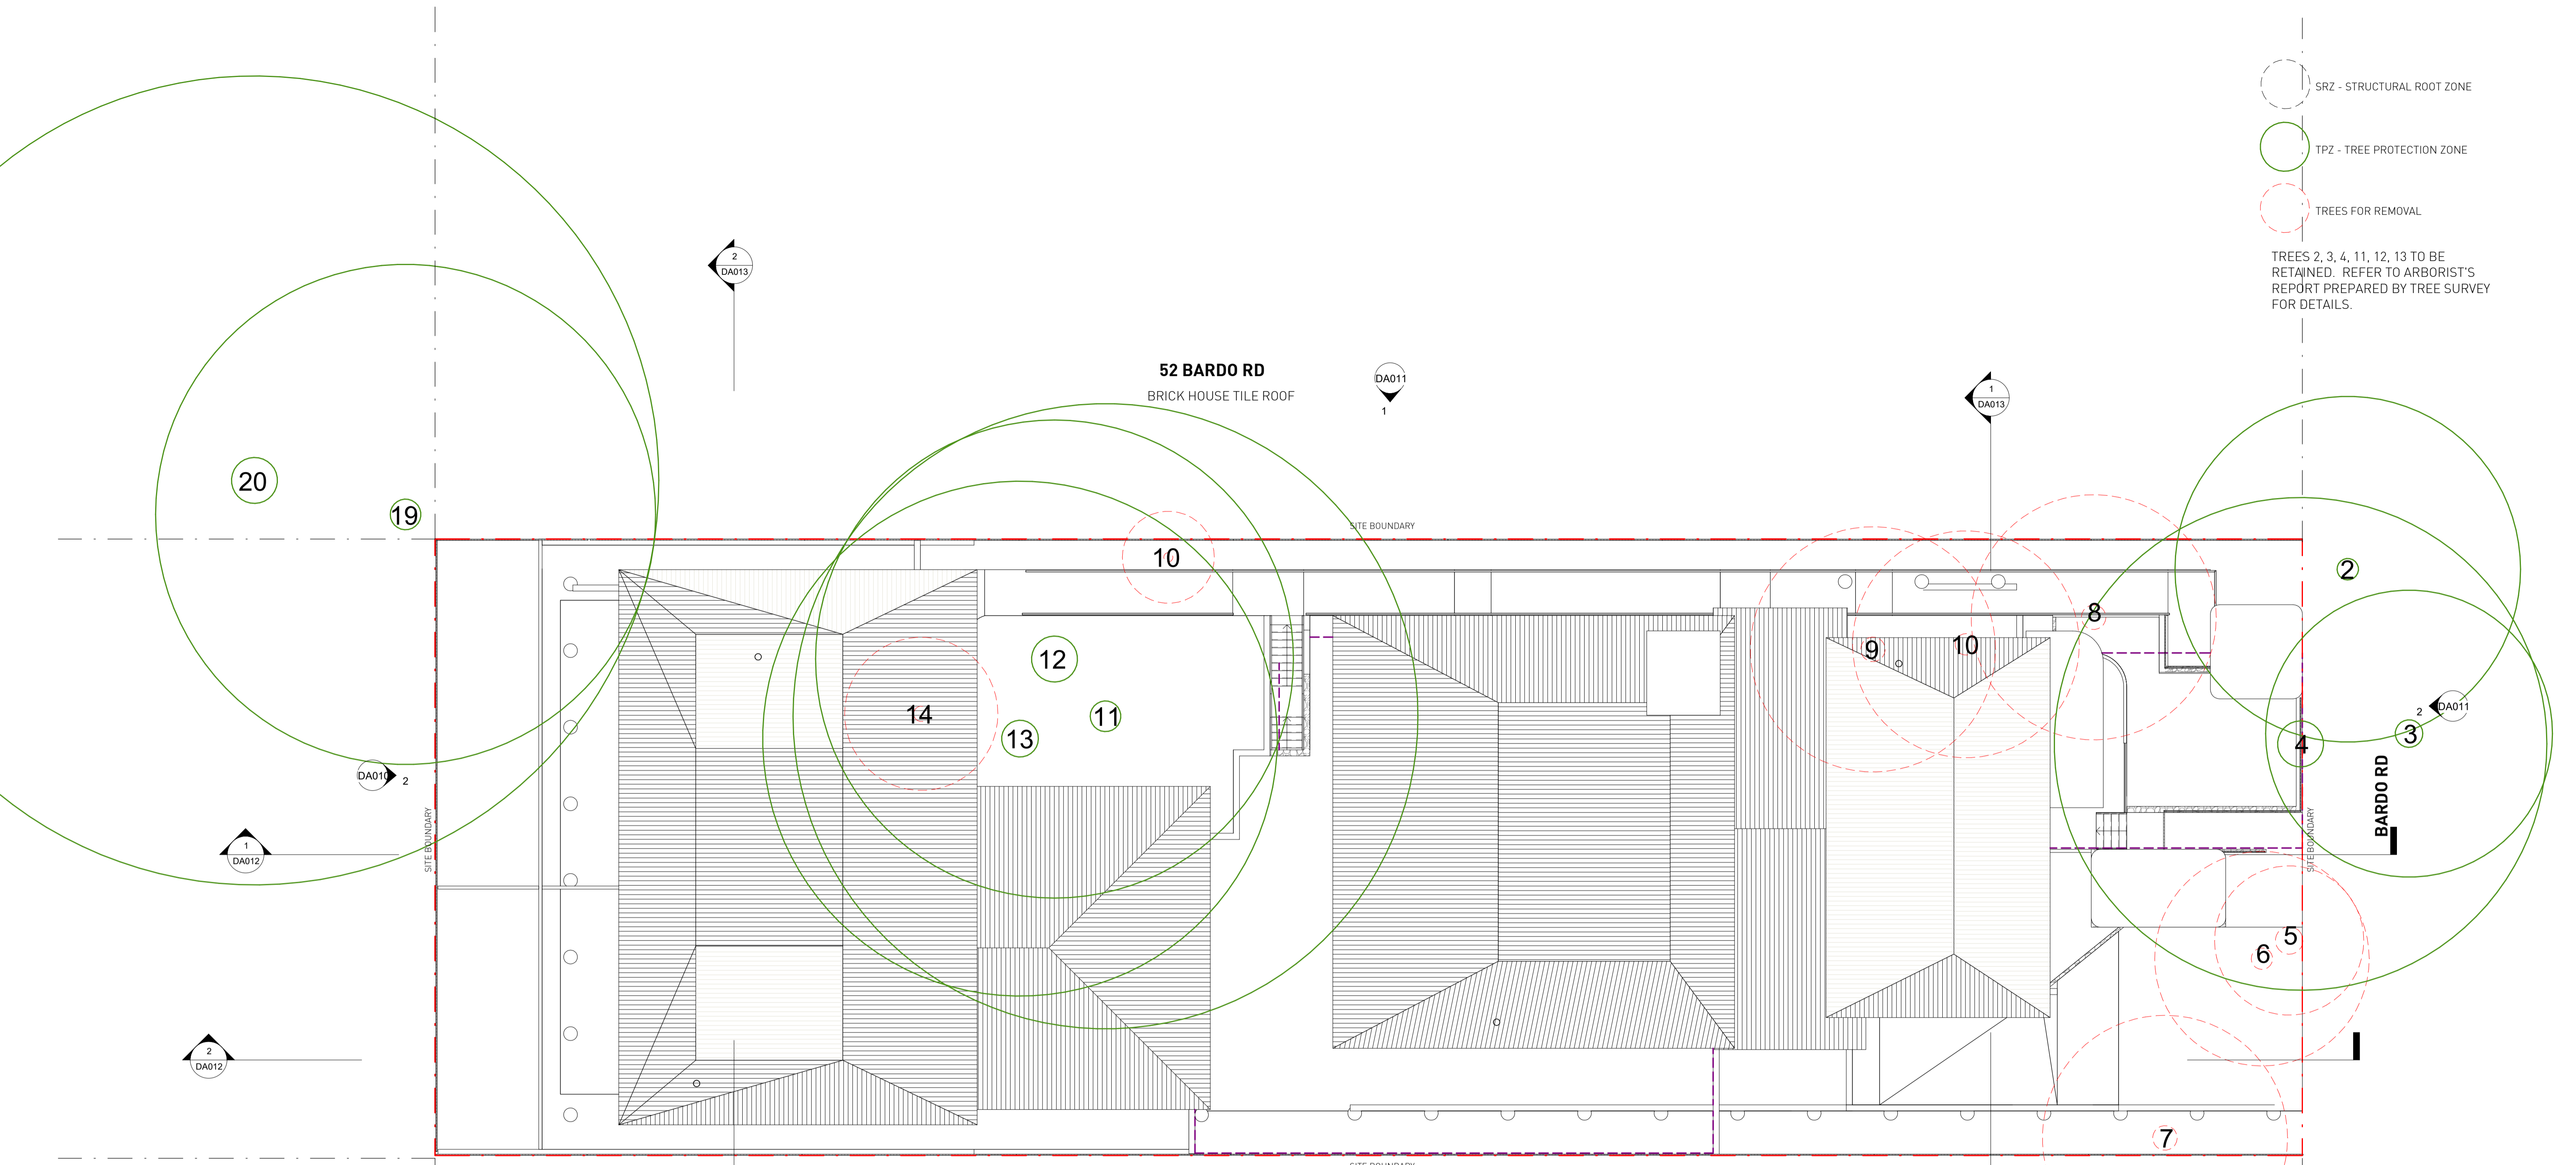 SRZ - STRUCTURAL ROOT ZONE
TPZ - TREE PROTECTION ZONE
TREES FOR REMOVAL
TREES 2, 3, 4, 11, 12, 13 TO BE
RETAINED. REFER TO ARBORIST'S
REPORT PREPARED BY TREE SURVEY
FOR DETAILS.
2
DA013
52 BARDO RD
BRICK HOUSE TILE ROOF
DA011
1
1
DA013
20
19
SITE BOUNDARY
10
2
8
9
10
12
11
13
14
4
3
2
DA011
BARDO RD
DA010
2
SITE BOUNDARY
SITE BOUNDARY
1
DA012
5
6
2
DA012
7
SITE BOUNDARY